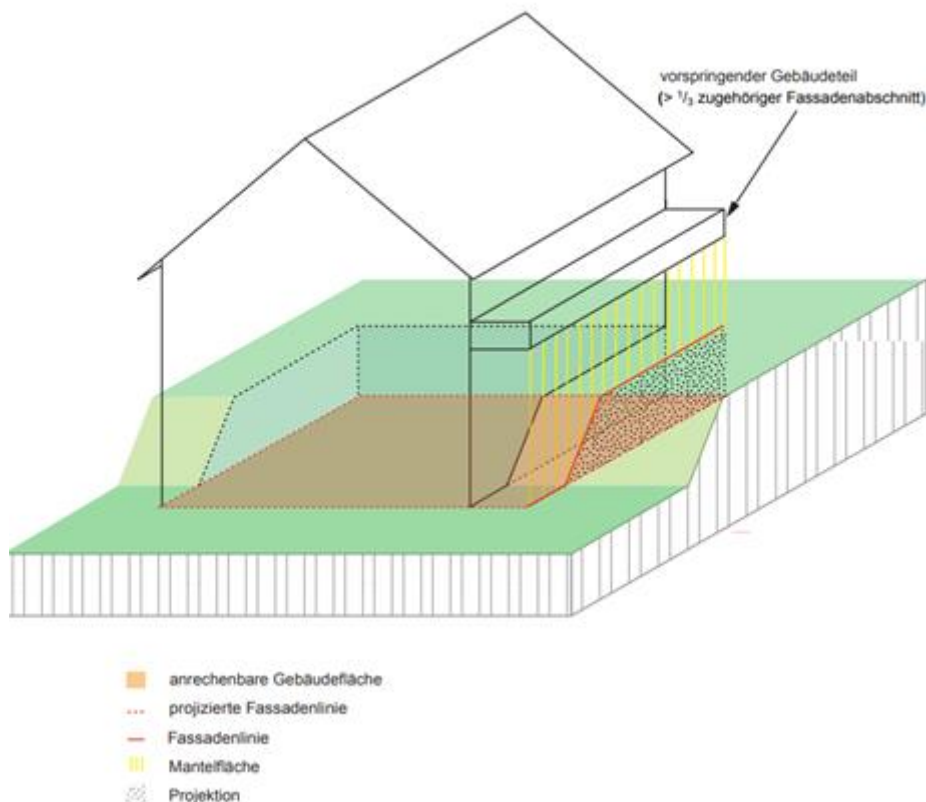 vorspringender Gebäudeteil
(> 1/3 zugehöriger Fassadenabschnitt)
anrechenbare Gebäudefläche
projizierte Fassadenlinie
Fassadenlinie
Mantelfläche
Projektion